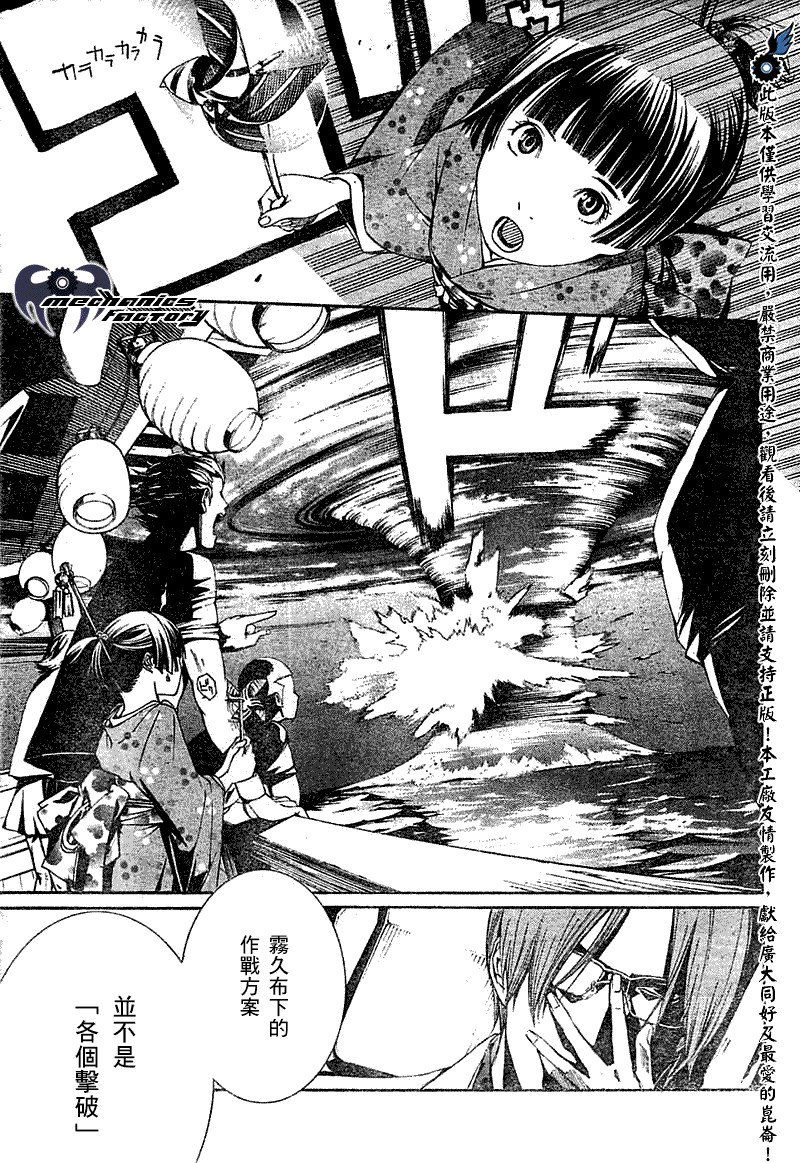 カラカラカラカラ
ゴ
mechanics
factory
ド
霧久布下的
作戰方案
並不是
「各個擊破」
此版本僅供學習交流用，嚴禁商業用途；觀看後請立刻刪除並請支持正版！本工廠友情製作，獻給廣大同好及最愛的崑崙！